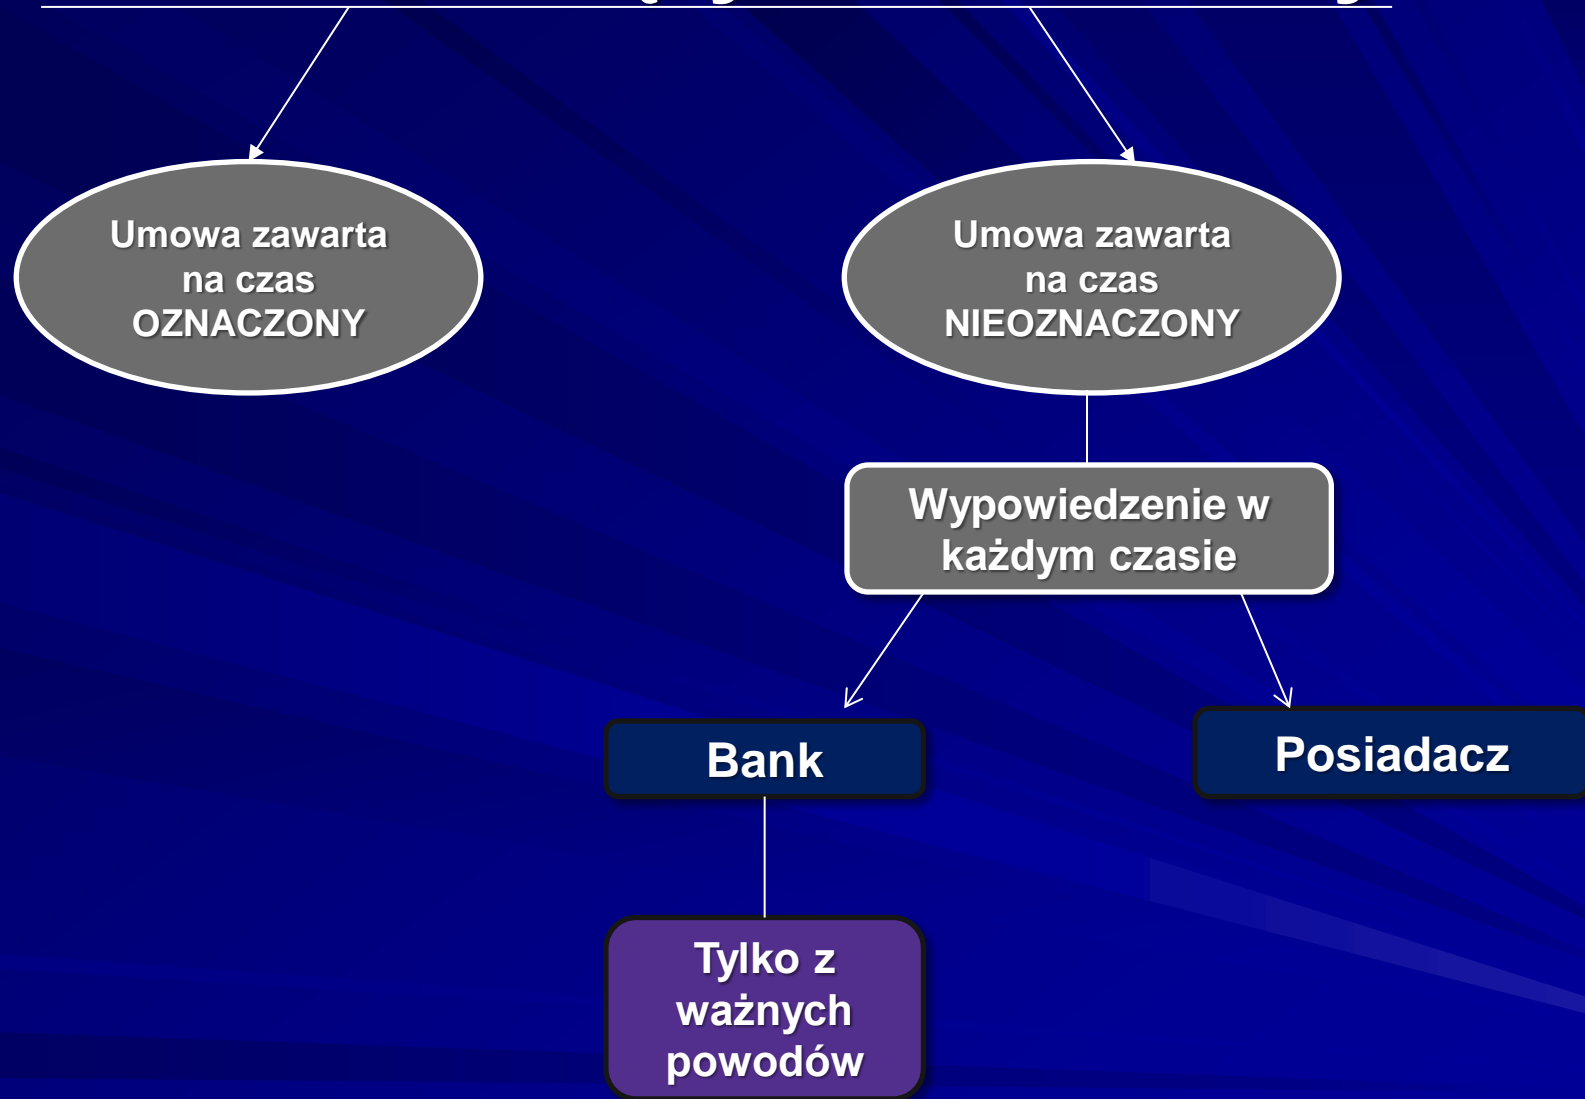 Umowa zawarta
na czas
OZNACZONY
Umowa zawarta
na czas
NIEOZNACZONY
Wypowiedzenie w
każdym czasie
Bank
Posiadacz
Tylko z
ważnych
powodów